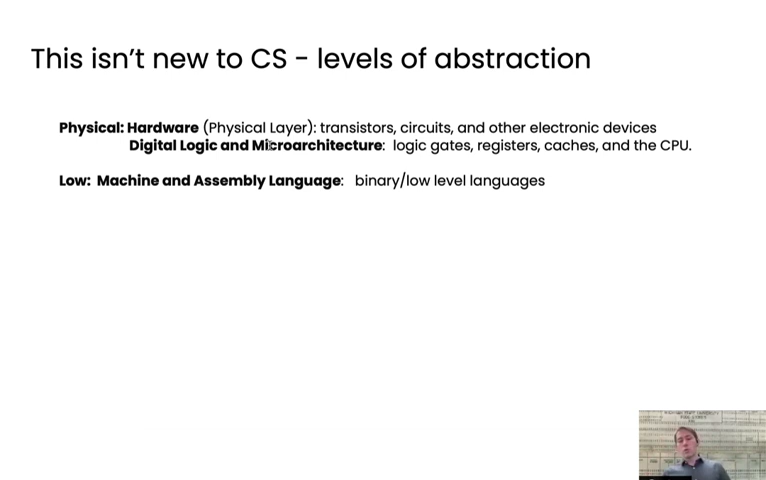 This isn't new to CS - levels of abstraction
Physical: Hardware (Physical Layer): transistors, circuits, and other electronic devices
Digital Logic and Microarchitecture: logic gates, registers, caches, and the CPU.
Low: Machine and Assembly Language: binary/low level languages